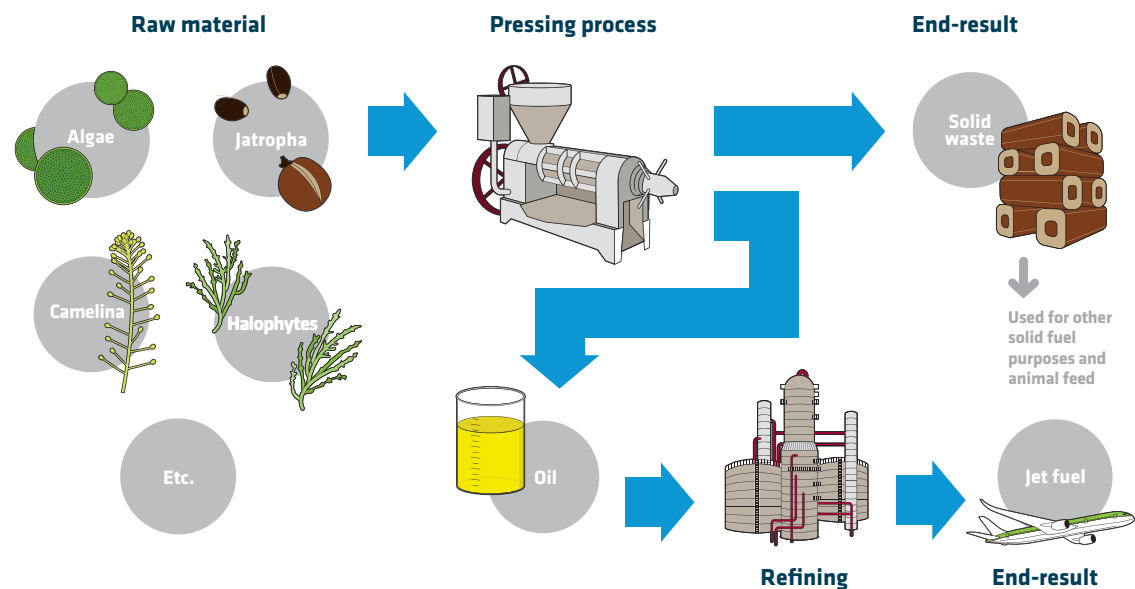 Raw material
Pressing process
End-result
Algae
Jatropha
Solid
waste
Camelina
Halophytes
Used for other
solid fuel
purposes and
animal feed
Etc.
Oil
Jet fuel
Refining
End-result